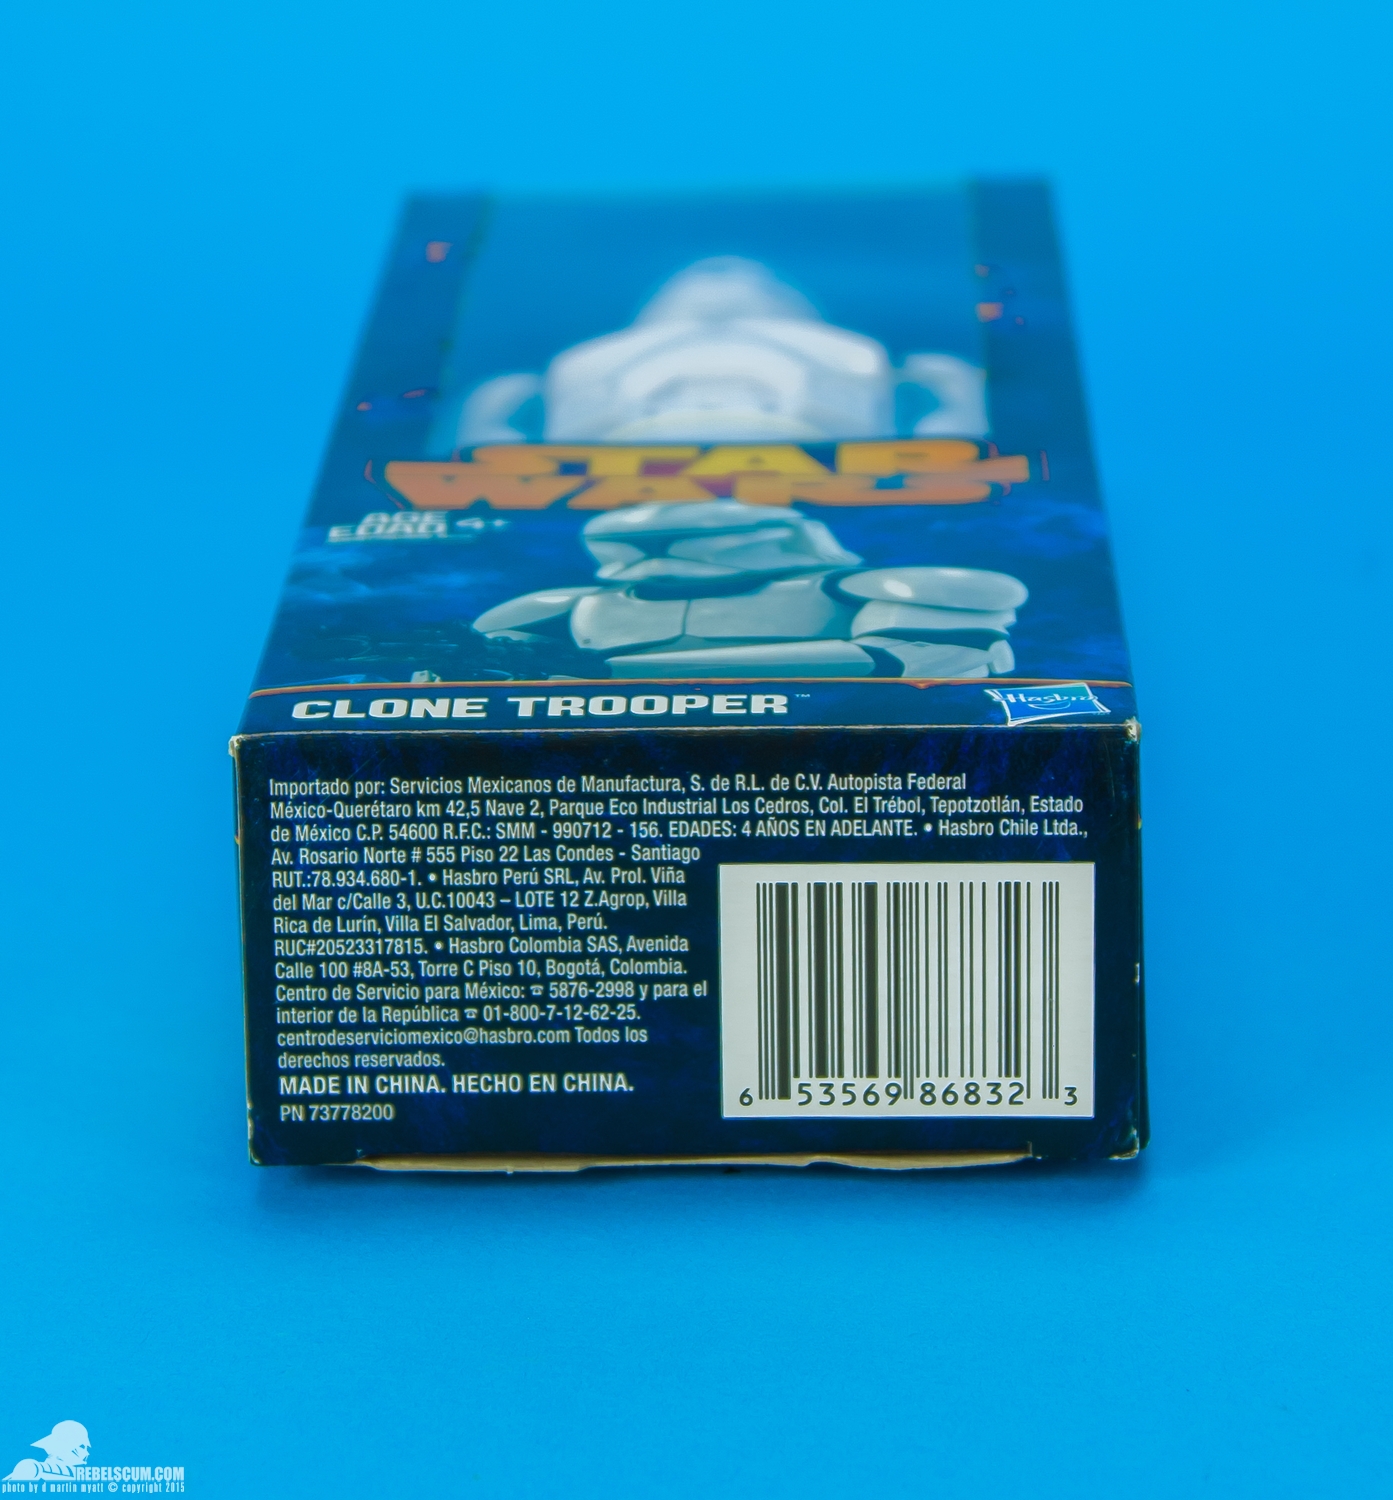 STAR
WARS
AGE
EDAD 4+
CLONE TROOPER™
Hasbro
Importado por: Servicios Mexicanos de Manufactura, S. de R.L. de C.V. Autopista Federal
México-Querétaro km 42,5 Nave 2, Parque Eco Industrial Los Cedros, Col. El Trébol, Tepotzotlán, Estado
de México C.P. 54600 R.F.C.: SMM - 990712 - 156. EDADES: 4 AÑOS EN ADELANTE. • Hasbro Chile Ltda.,
Av. Rosario Norte # 555 Piso 22 Las Condes - Santiago
RUT.:78.934.680-1. • Hasbro Perú SRL, Av. Prol. Viña
del Mar c/Calle 3, U.C.10043 – LOTE 12 Z.Agrop, Villa
Rica de Lurín, Villa El Salvador, Lima, Perú.
RUC#20523317815. • Hasbro Colombia SAS, Avenida
Calle 100 #8A-53, Torre C Piso 10, Bogotá, Colombia.
Centro de Servicio para México: ☎ 5876-2998 y para el
interior de la República ☎ 01-800-7-12-62-25.
centrodeserviciomexico@hasbro.com Todos los
derechos reservados.
MADE IN CHINA. HECHO EN CHINA.
PN 73778200
6 53569 86832 3
REBELSCUM.COM
photo by d martin myatt © copyright 2015